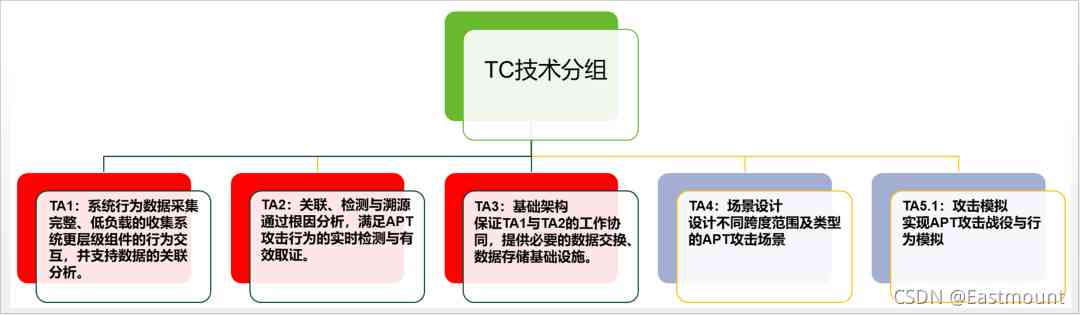 TC技术分组
TA1：系统行为数据采集
完整、低负载的收集系
统更层级组件的行为交
互，并支持数据的关联
分析。
TA2：关联、检测与溯源
通过根因分析，满足APT
攻击行为的实时检测与有
效取证。
TA3：基础架构
保证TA1与TA2的工作协
同，提供必要的数据交换、
数据存储基础设施。
TA4：场景设计
设计不同跨度范围及类型
的APT攻击场景
TA5.1：攻击模拟
实现APT攻击战役与行
为模拟
CSDN @Eastmount